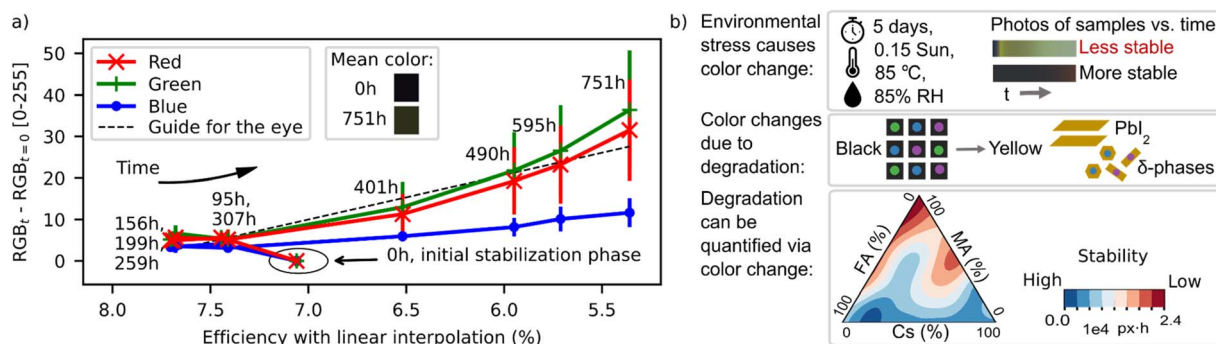 a)
RGBt - RGBt=0 [0-255]
50
40
30
20
10
0
Red
Green
Blue
Guide for the eye
Mean color:
0h
751h
Time
156h,
199h
259h
95h,
307h
401h
490h
595h
751h
0h, initial stabilization phase
8.0 7.5 7.0 6.5 6.0 5.5
Efficiency with linear interpolation (%)
b)
Environmental
stress causes
color change:
5 days,
0.15 Sun,
85 ºC,
85% RH
Photos of samples vs. time
Less stable
More stable
t
Color changes
due to
degradation:
Black
Yellow
PbI2
δ-phases
Degradation
can be
quantified via
color change:
0 100
FA (%)
MA (%)
100 0
0 Cs (%) 100
Stability
High Low
0.0 1e4 px·h 2.4